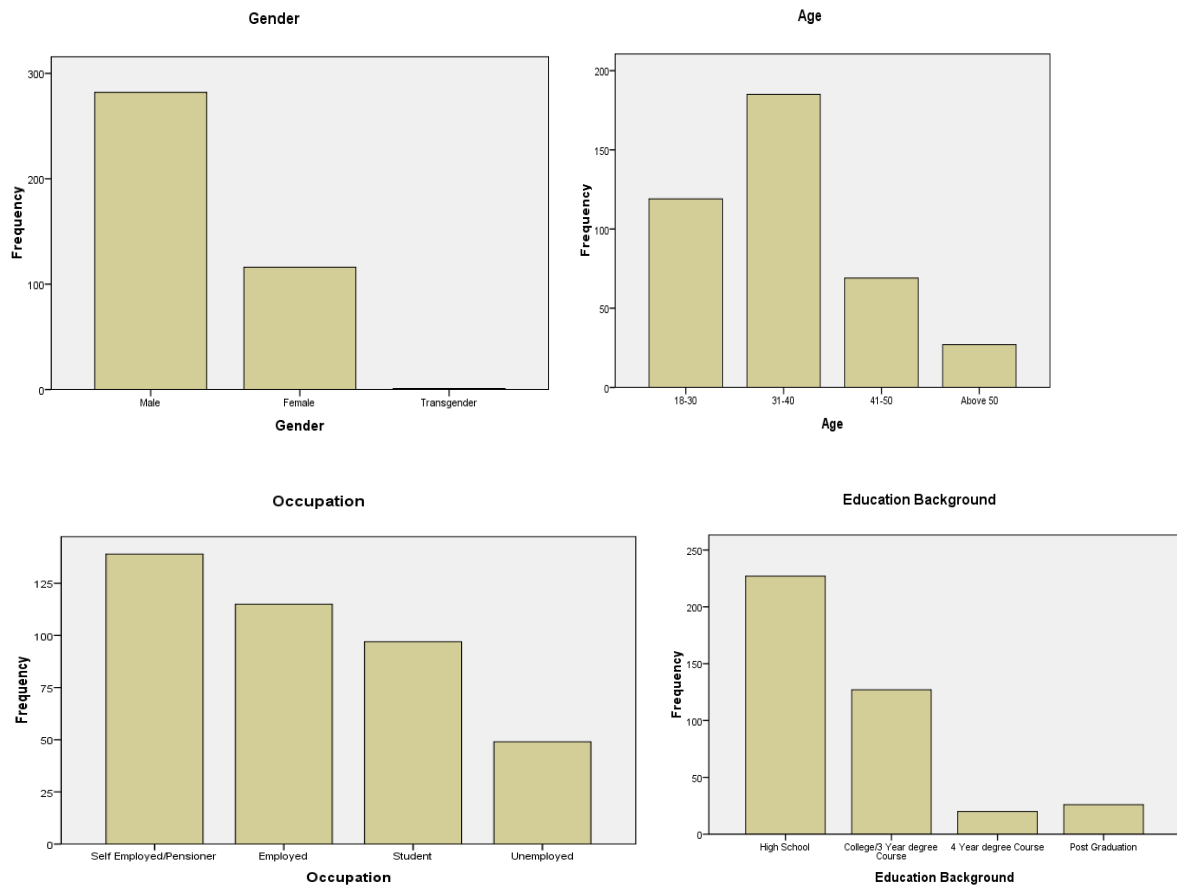 Gender
Frequency
300
200
100
0
Male Female Transgender
Gender
Age
Frequency
200
150
100
50
0
18-30 31-40 41-50 Above 50
Age
Occupation
Frequency
125
100
75
50
25
0
Self Employed/Pensioner Employed Student Unemployed
Occupation
Education Background
Frequency
250
200
150
100
50
0
High School College/3 Year degree 4 Year degree Course Post Graduation
Course
Education Background